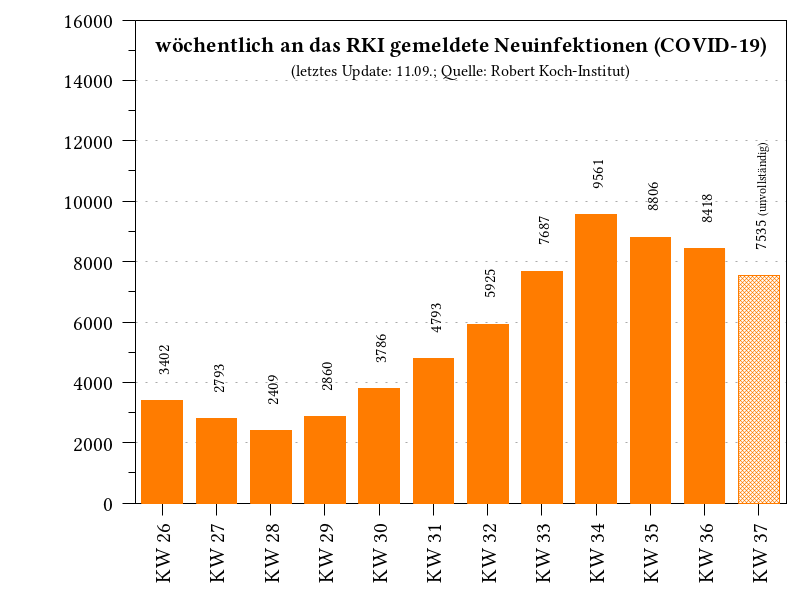 wöchentlich an das RKI gemeldete Neuinfektionen (COVID-19)
(letztes Update: 11.09.; Quelle: Robert Koch-Institut)
16000
14000
12000
10000
8000
6000
4000
2000
0
3402
2793
2409
2860
3786
4793
5925
7687
9561
8806
8418
7535 (unvollständig)
KW 26
KW 27
KW 28
KW 29
KW 30
KW 31
KW 32
KW 33
KW 34
KW 35
KW 36
KW 37